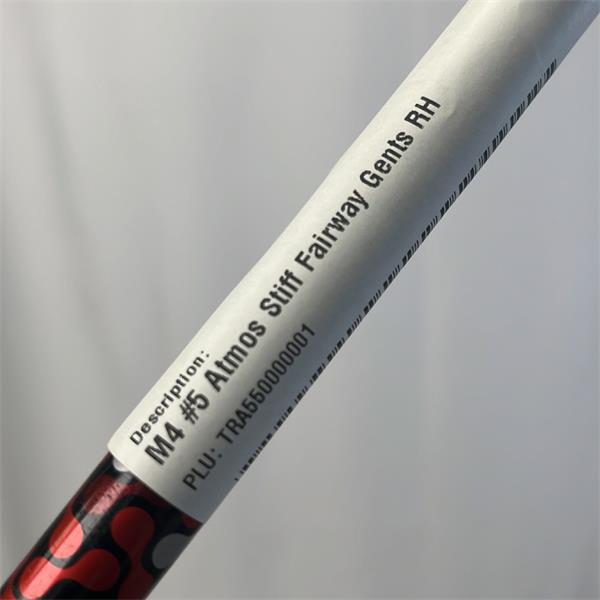 Description:
M4 #5 Atmos Stiff Fairway Gents RH
PLU: TRA550000001